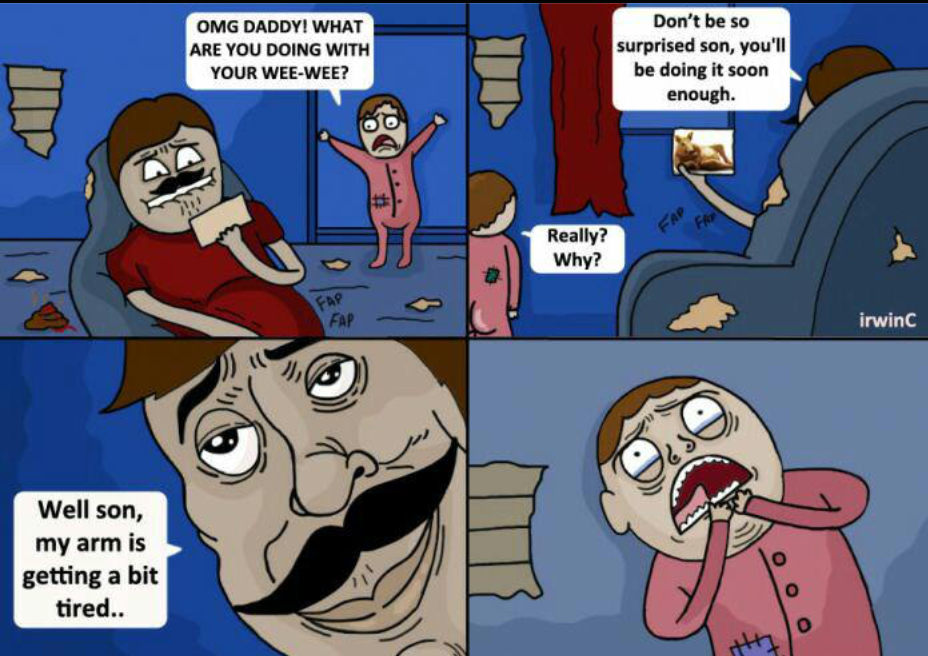 OMG DADDY! WHAT
ARE YOU DOING WITH
YOUR WEE-WEE?
FAP
FAP
Don't be so
surprised son, you'll
be doing it soon
enough.
FAP FAP
Really?
Why?
irwinC
Well son,
my arm is
getting a bit
tired..